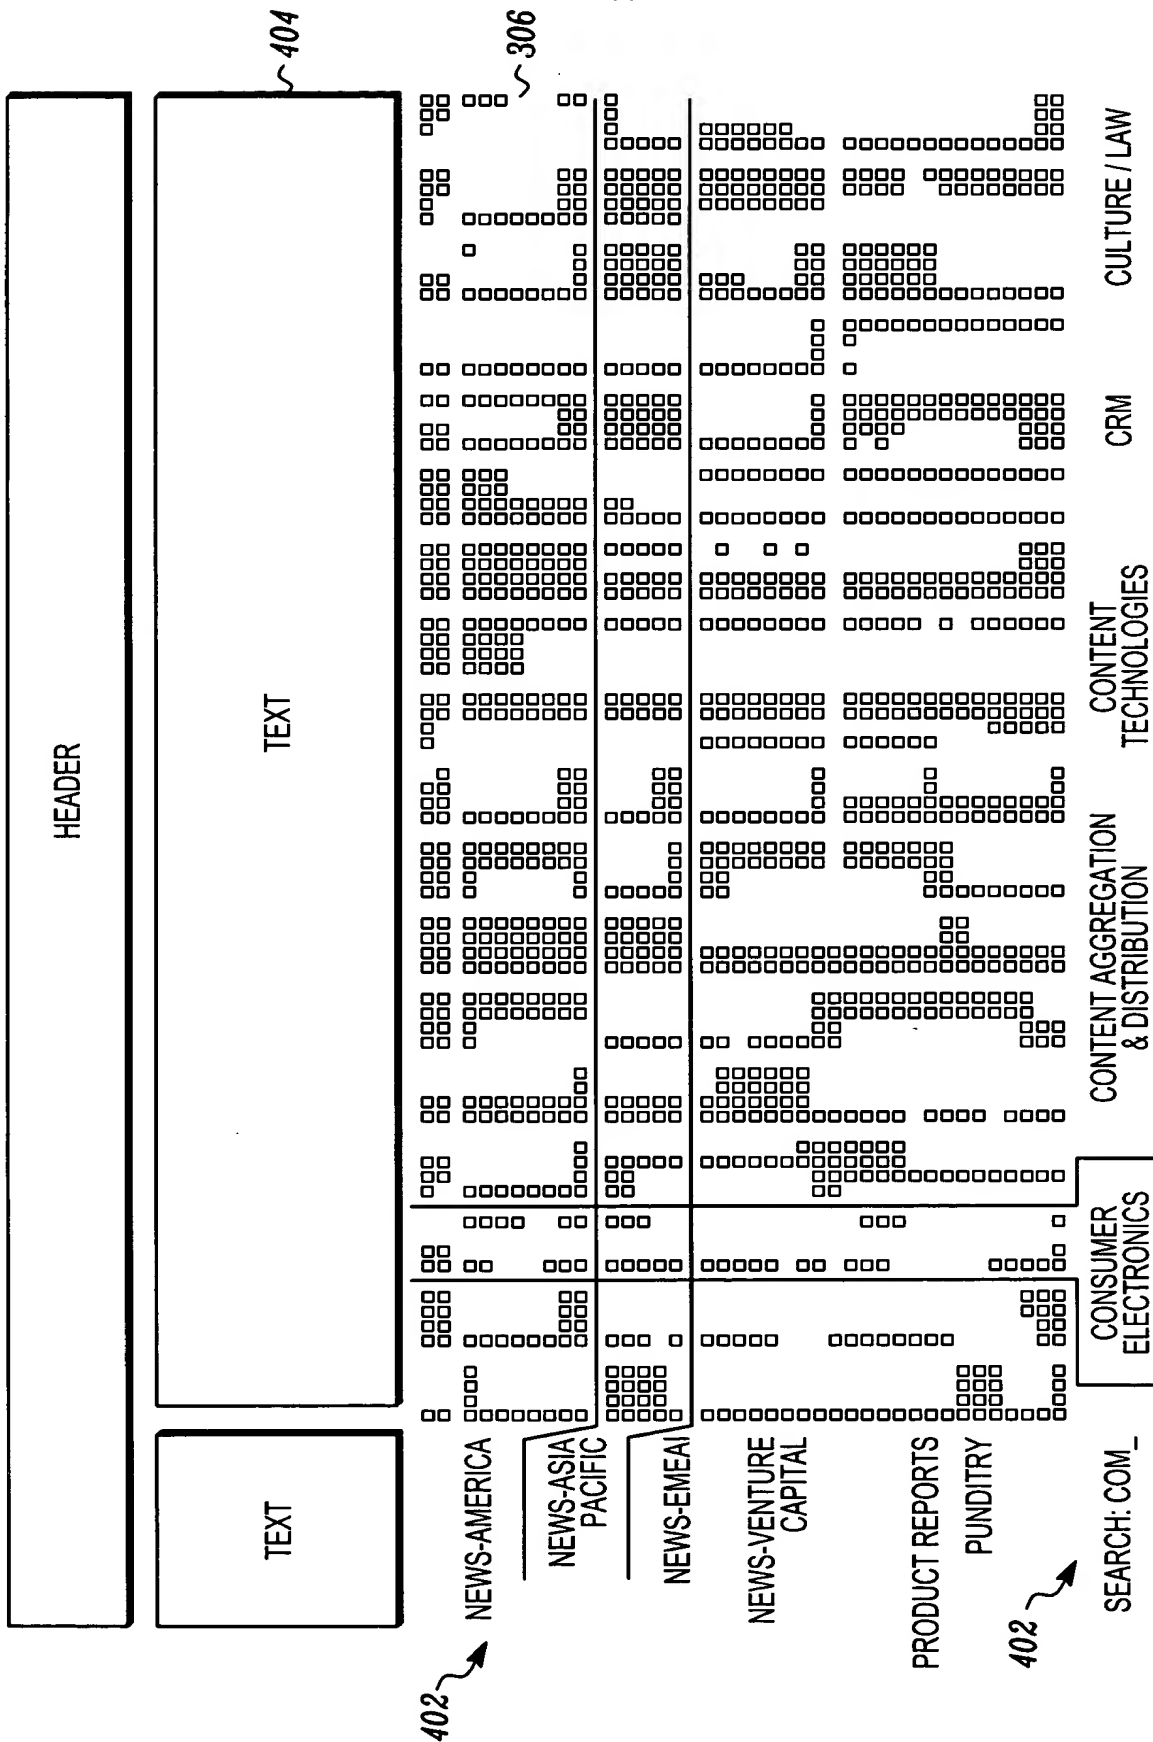 HEADER
TEXT
TEXT
404
402
306
NEWS-AMERICA
NEWS-ASIA
PACIFIC
NEWS-EMEAI
NEWS-VENTURE
CAPITAL
PRODUCT REPORTS
PUNDITRY
402
SEARCH: COM_
CONSUMER
ELECTRONICS
CONTENT AGGREGATION
& DISTRIBUTION
CONTENT
TECHNOLOGIES
CRM
CULTURE / LAW